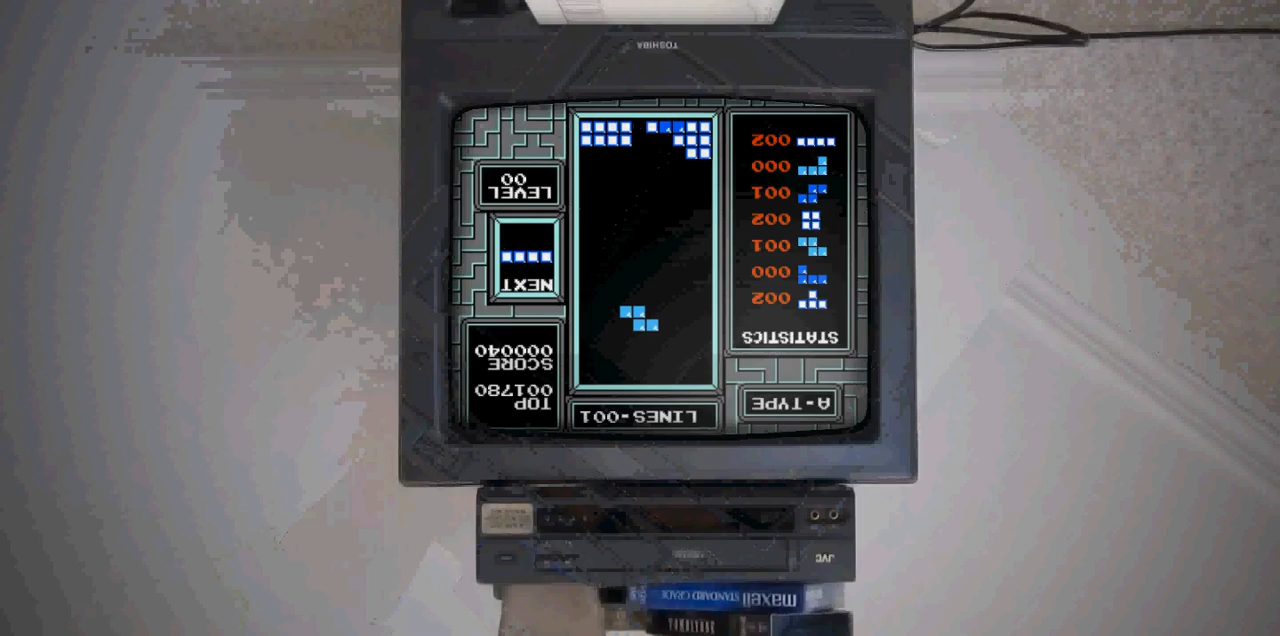 A-TYPE
LINES-001
TOP
001780
SCORE
000040
STATISTICS
002
000
001
002
001
000
002
NEXT
LEVEL
00
TOSHIBA
JVC
maxell STANDARD GRADE